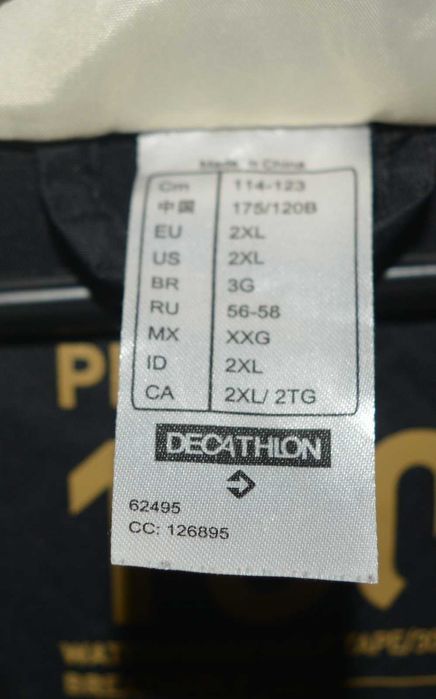 Made in China
Cm 114-123
中国 175/120B
EU 2XL
US 2XL
BR 3G
RU 56-58
MX XXG
ID 2XL
CA 2XL/ 2TG
DECATHLON
62495
CC: 126895